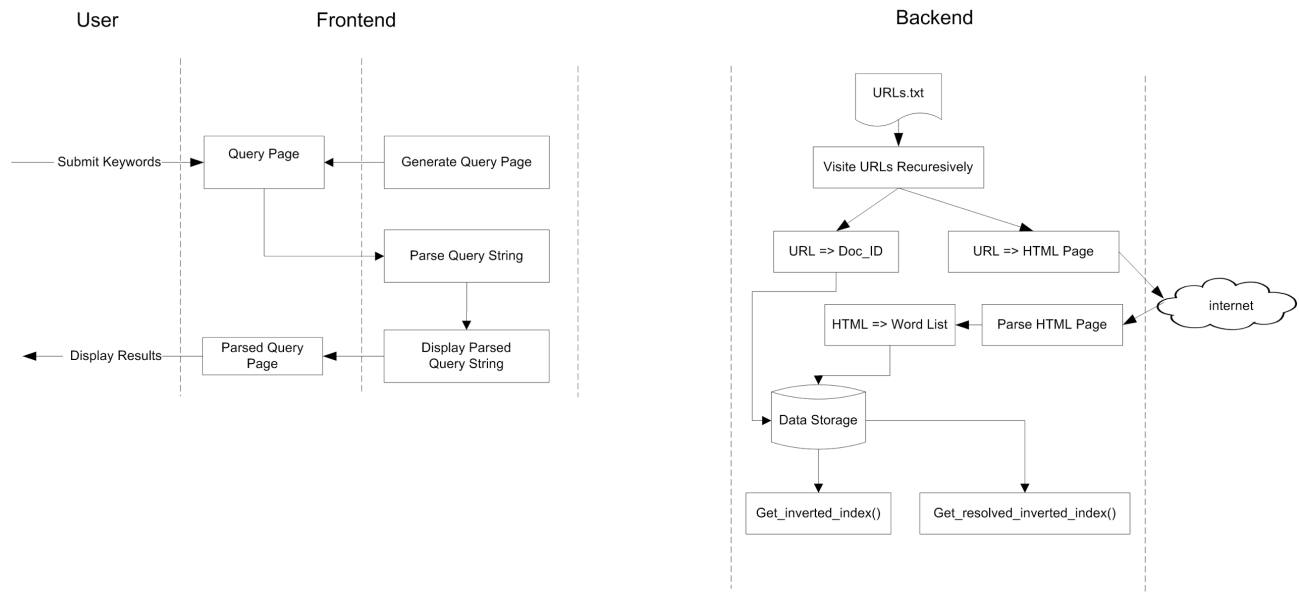 User
Frontend
Backend
URLs.txt
Submit Keywords
Query Page
Generate Query Page
Visite URLs Recuresively
Parse Query String
URL => Doc_ID
URL => HTML Page
internet
HTML => Word List
Parse HTML Page
Display Results
Parsed Query
Page
Display Parsed
Query String
Data Storage
Get_inverted_index()
Get_resolved_inverted_index()